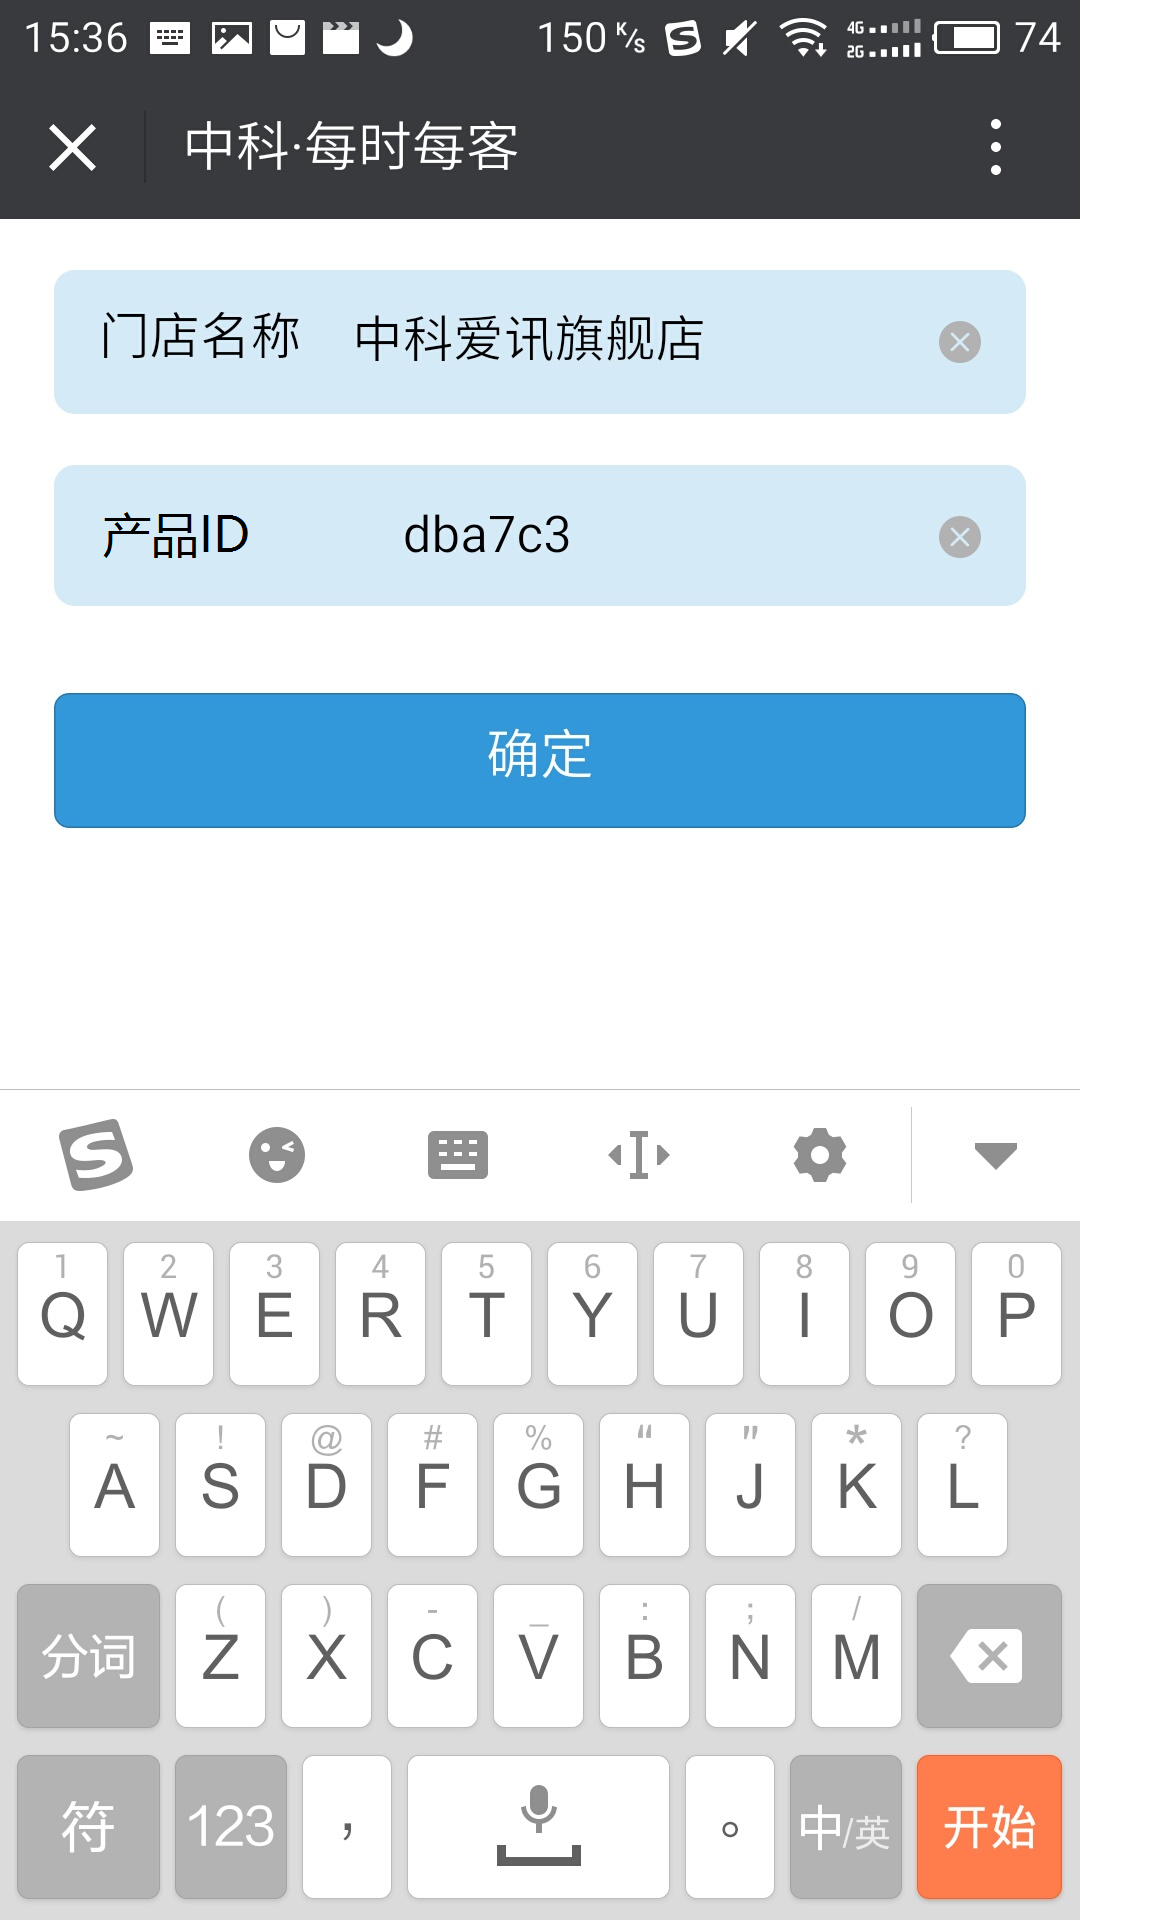 15:36 150 K/s 4G 2G 74
中科·每时每客
门店名称 中科爱讯旗舰店
产品ID dba7c3
确定
1 2 3 4 5 6 7 8 9 0
Q W E R T Y U I O P
~ ! @ # % “ " * ?
A S D F G H J K L
( ) - _ : ; /
分词 Z X C V B N M
符 123 ， 。 中/英 开始